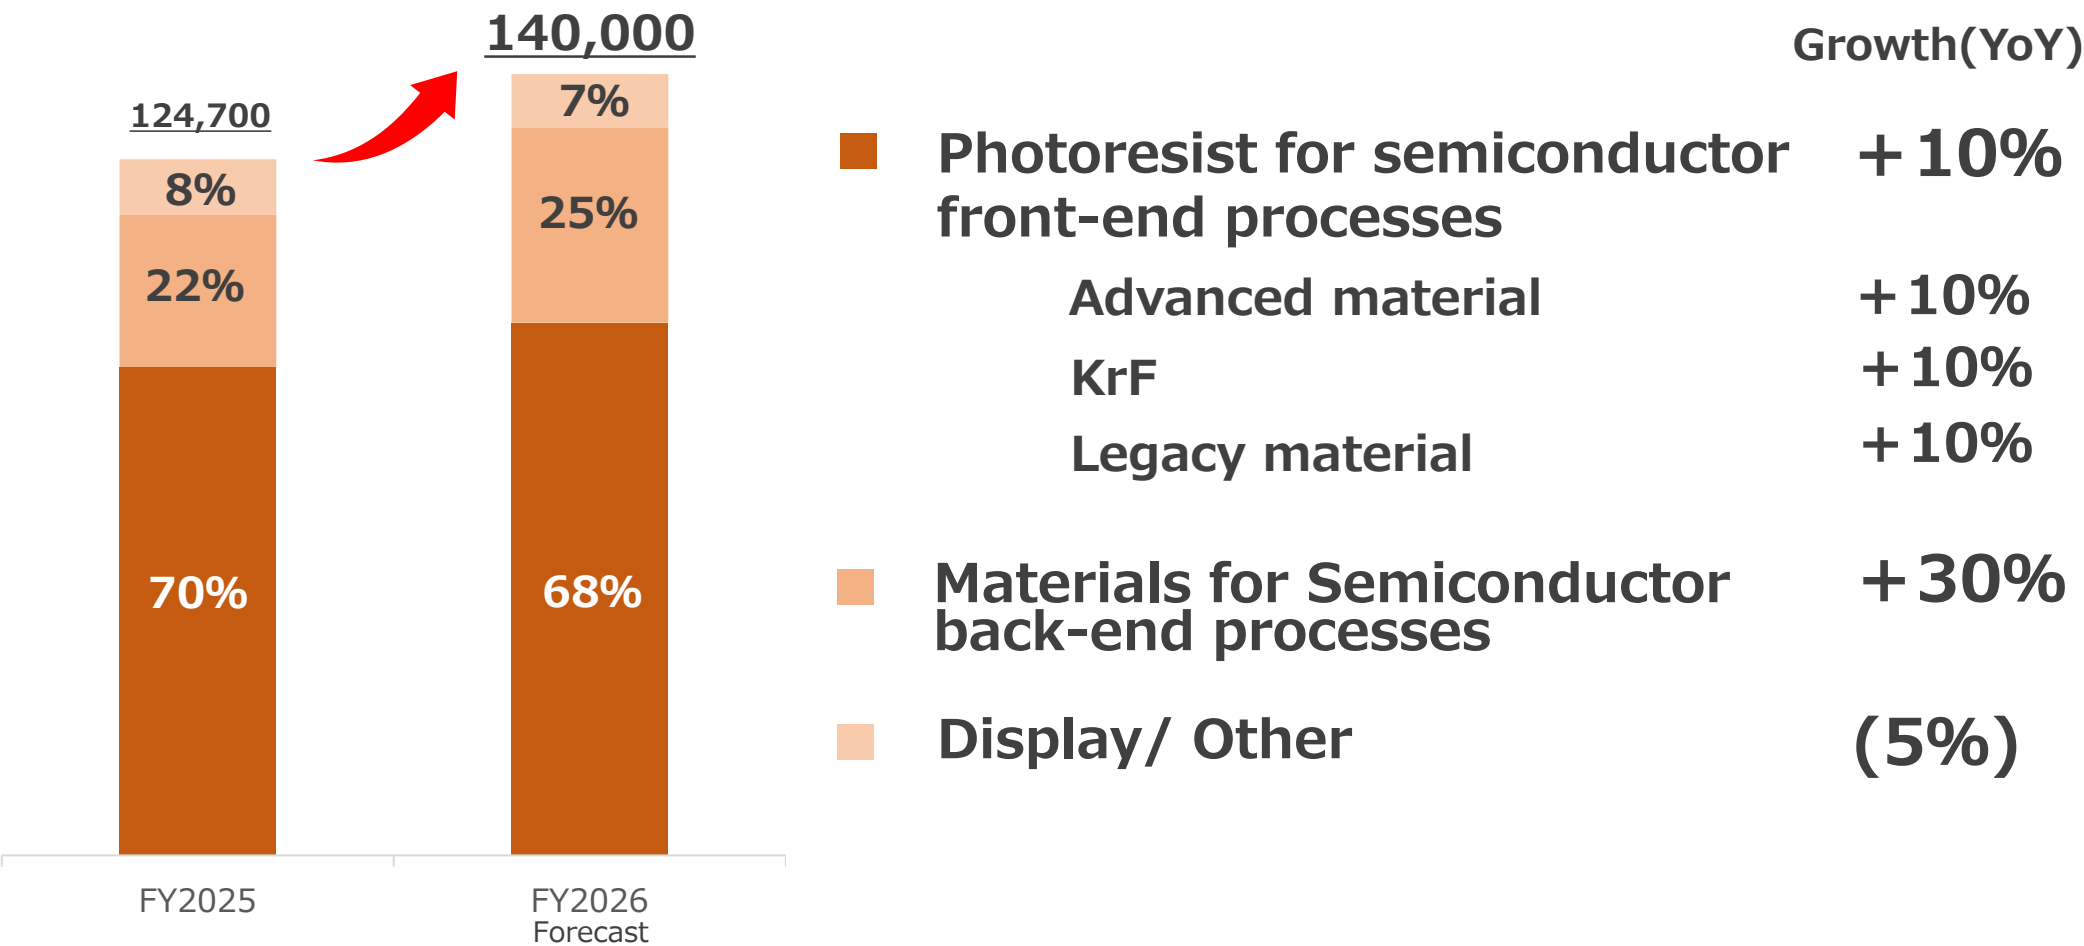 140,000
124,700
7%
8%
25%
22%
70%
68%
FY2025
FY2026
Forecast
Growth(YoY)
Photoresist for semiconductor +10%
front-end processes
Advanced material +10%
KrF +10%
Legacy material +10%
Materials for Semiconductor +30%
back-end processes
Display/ Other (5%)